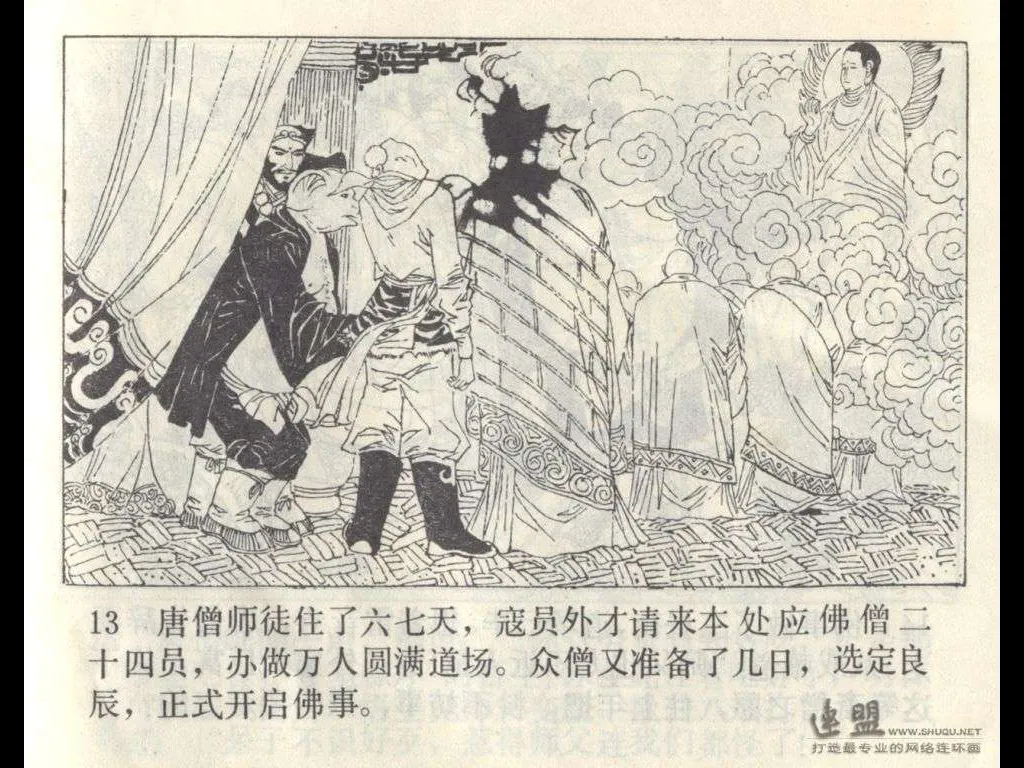 13 唐僧师徒住了六七天，寇员外才请来本处应佛僧二
十四员，办做万人圆满道场。众僧又准备了几日，选定良
辰，正式开启佛事。
连盟
WWW.SHUQU.NET
打造最专业的网络连环画